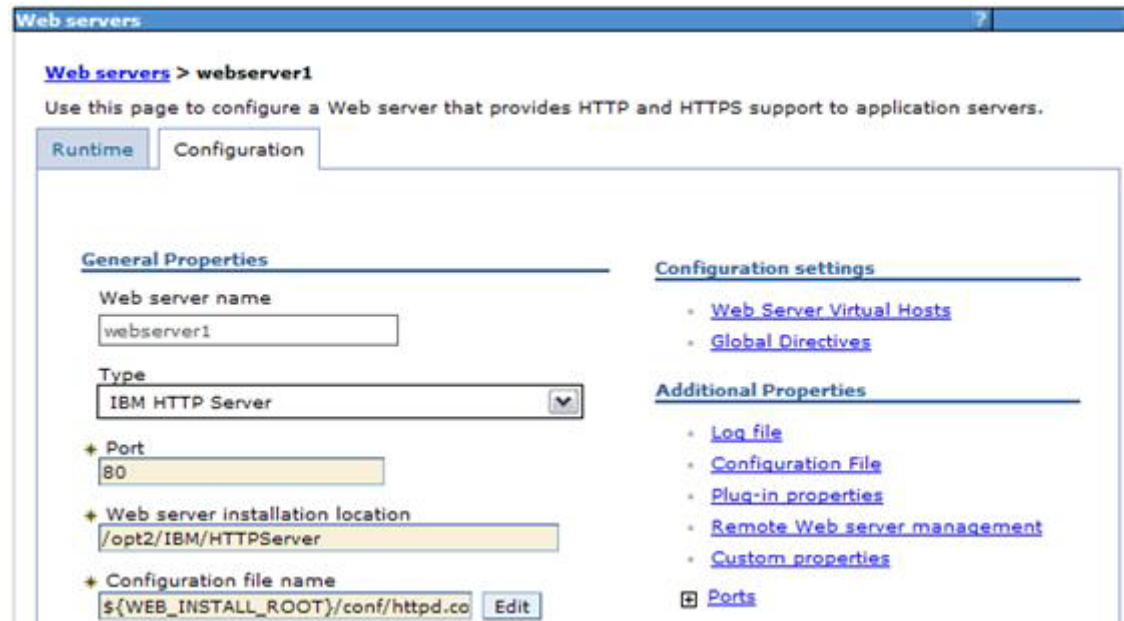 Web servers
?
Web servers > webserver1
Use this page to configure a Web server that provides HTTP and HTTPS support to application servers.
Runtime
Configuration
General Properties
Web server name
webserver1
Type
IBM HTTP Server
Port
80
Web server installation location
/opt2/IBM/HTTPServer
Configuration file name
${WEB_INSTALL_ROOT}/conf/httpd.co
Edit
Configuration settings
Web Server Virtual Hosts
Global Directives
Additional Properties
Log file
Configuration File
Plug-in properties
Remote Web server management
Custom properties
Ports